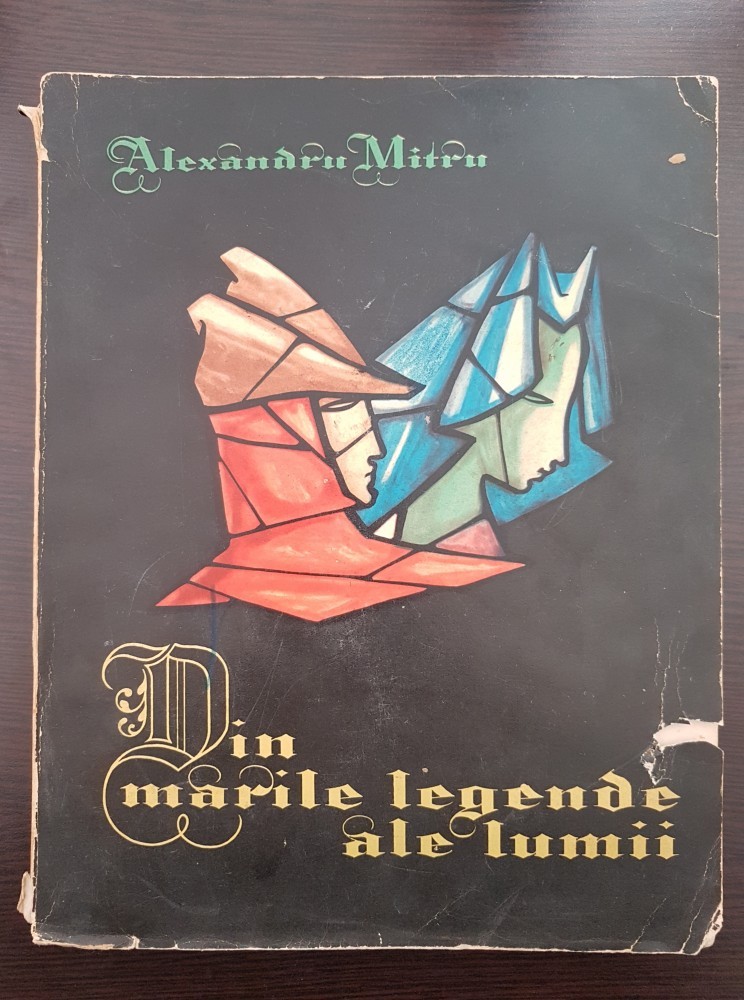 Alexandru Mitru
Din
marile legende
ale lumii